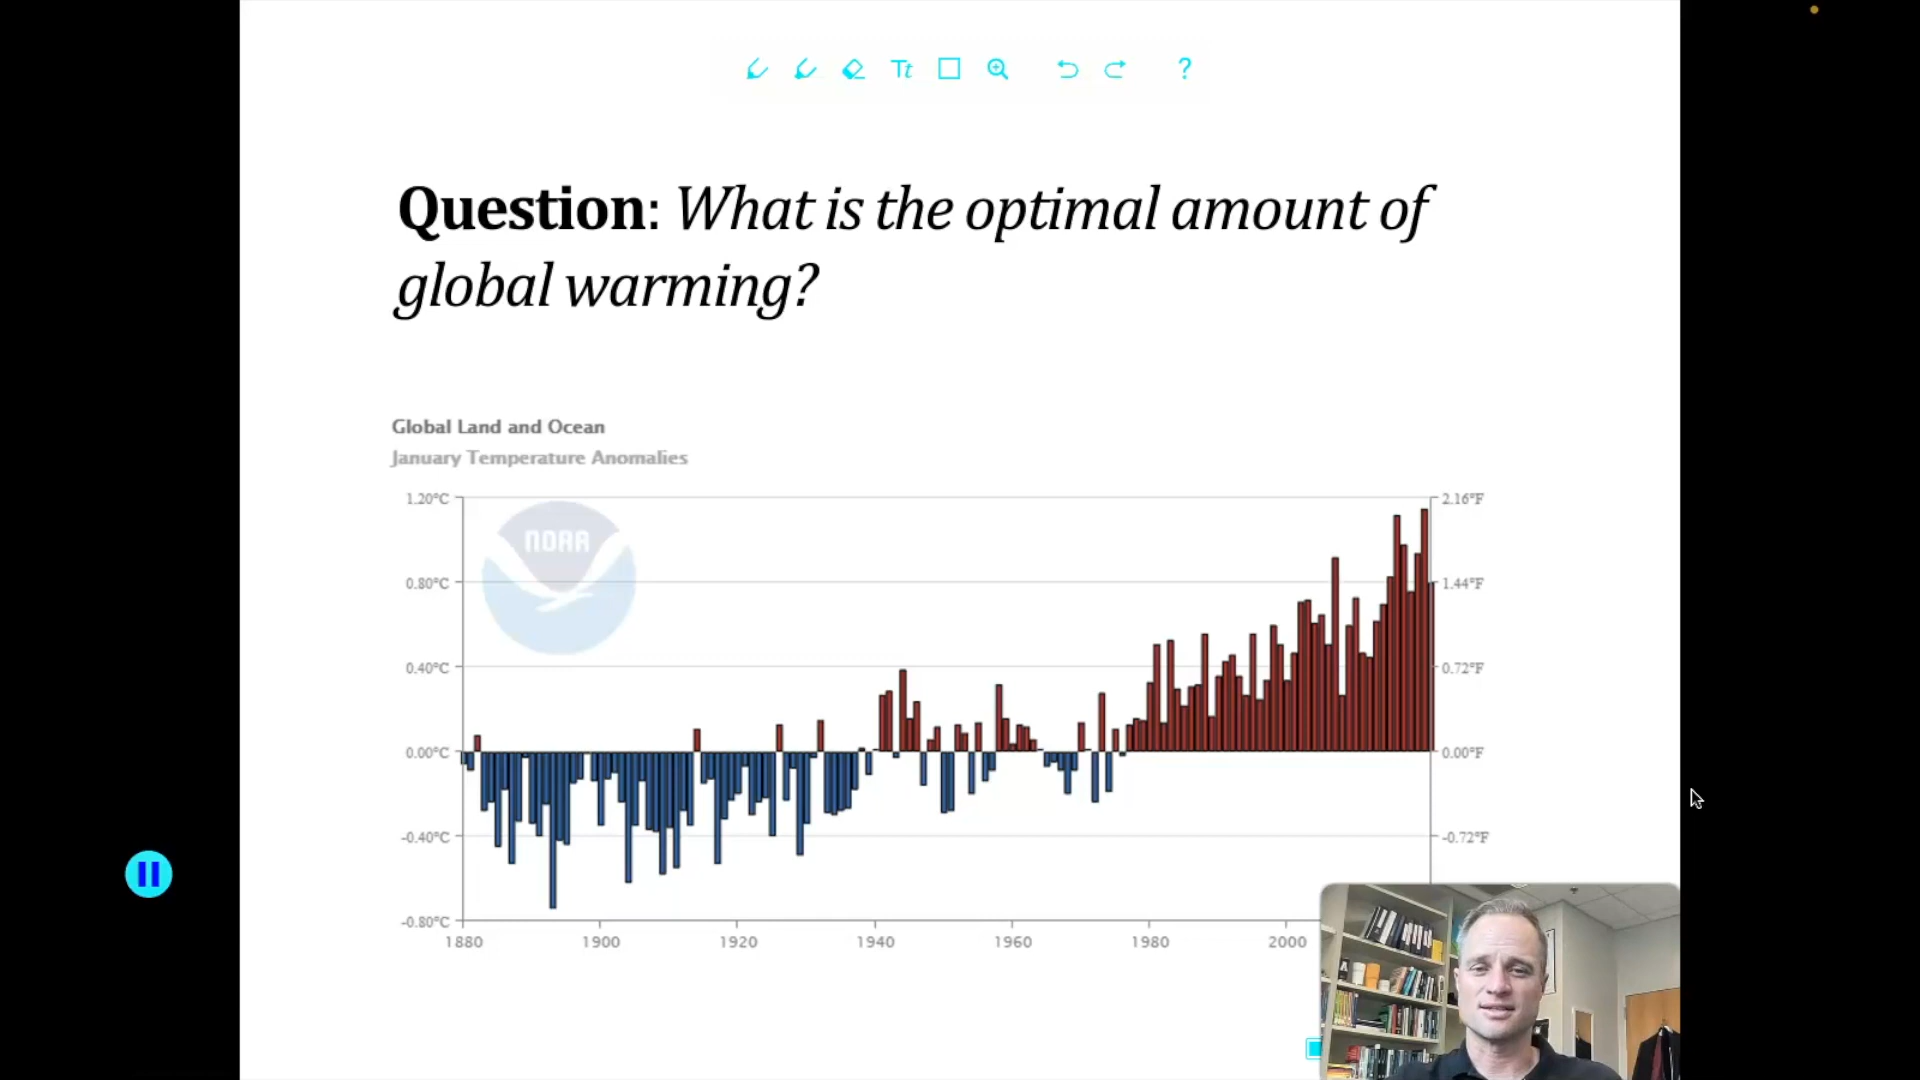 Tt ?
Question: What is the optimal amount of
global warming?
Global Land and Ocean
January Temperature Anomalies
1.20°C 2.16°F
NOAA
0.80°C 1.44°F
0.40°C 0.72°F
0.00°C 0.00°F
-0.40°C -0.72°F
-0.80°C
1880 1900 1920 1940 1960 1980 2000